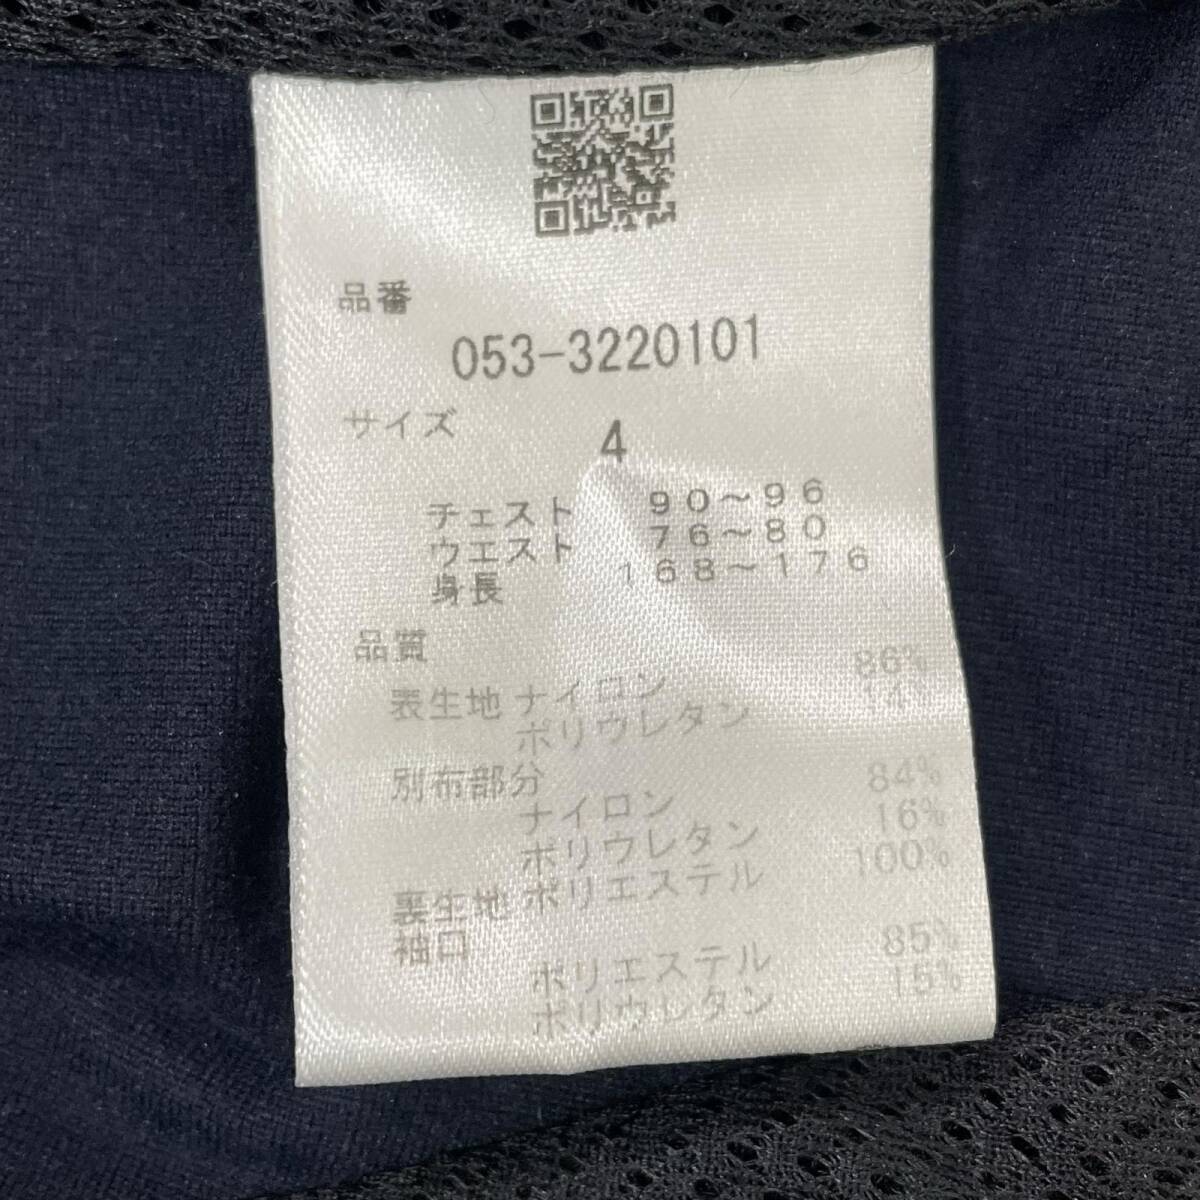 品番
053-3220101
サイズ 4
チェスト 90～96
ウエスト 76～80
身長 168～176
品質
表生地 ナイロン 86%
ポリウレタン 14%
別布部分
ナイロン 84%
ポリウレタン 16%
裏生地 ポリエステル 100%
袖口
ポリエステル 85%
ポリウレタン 15%